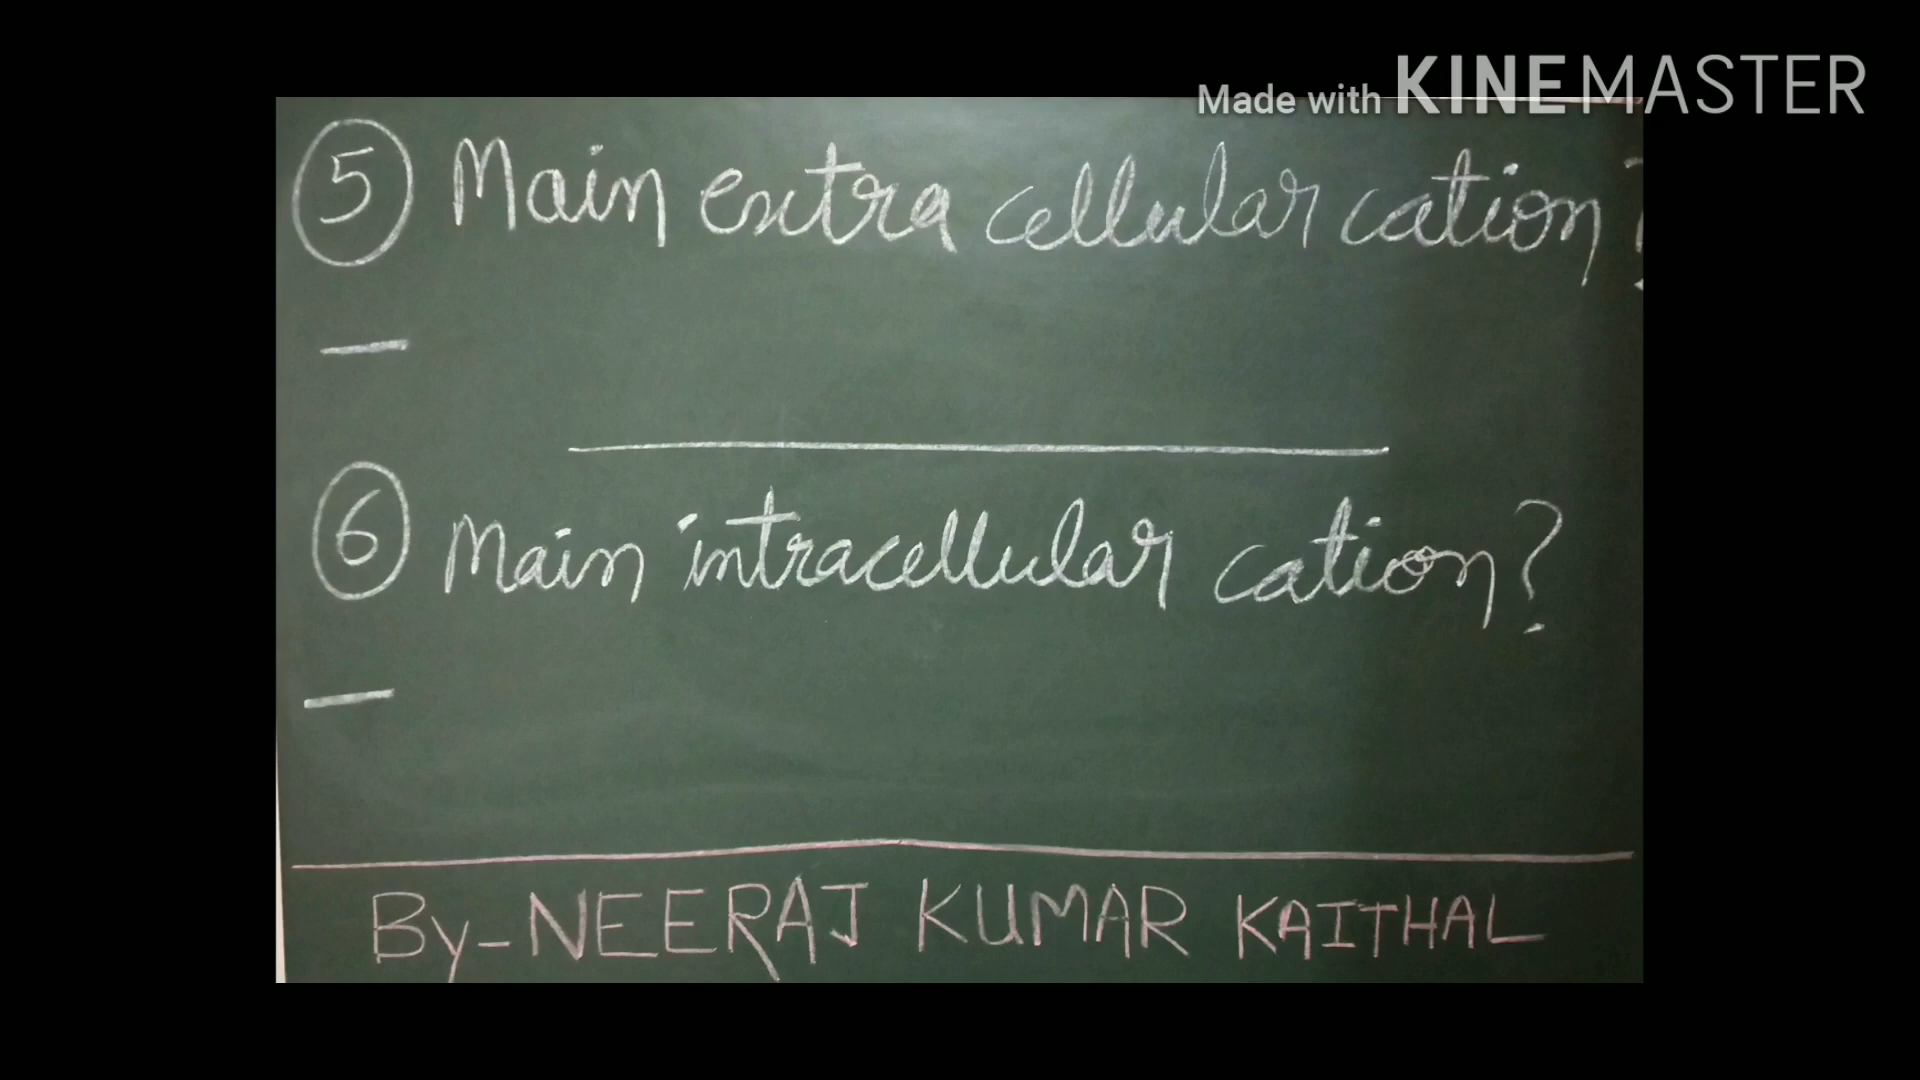 Made with KINEMASTER
5 Main extra cellular cation?
—
6 Main intracellular cation?
—
By-NEERAJ KUMAR KAITHAL